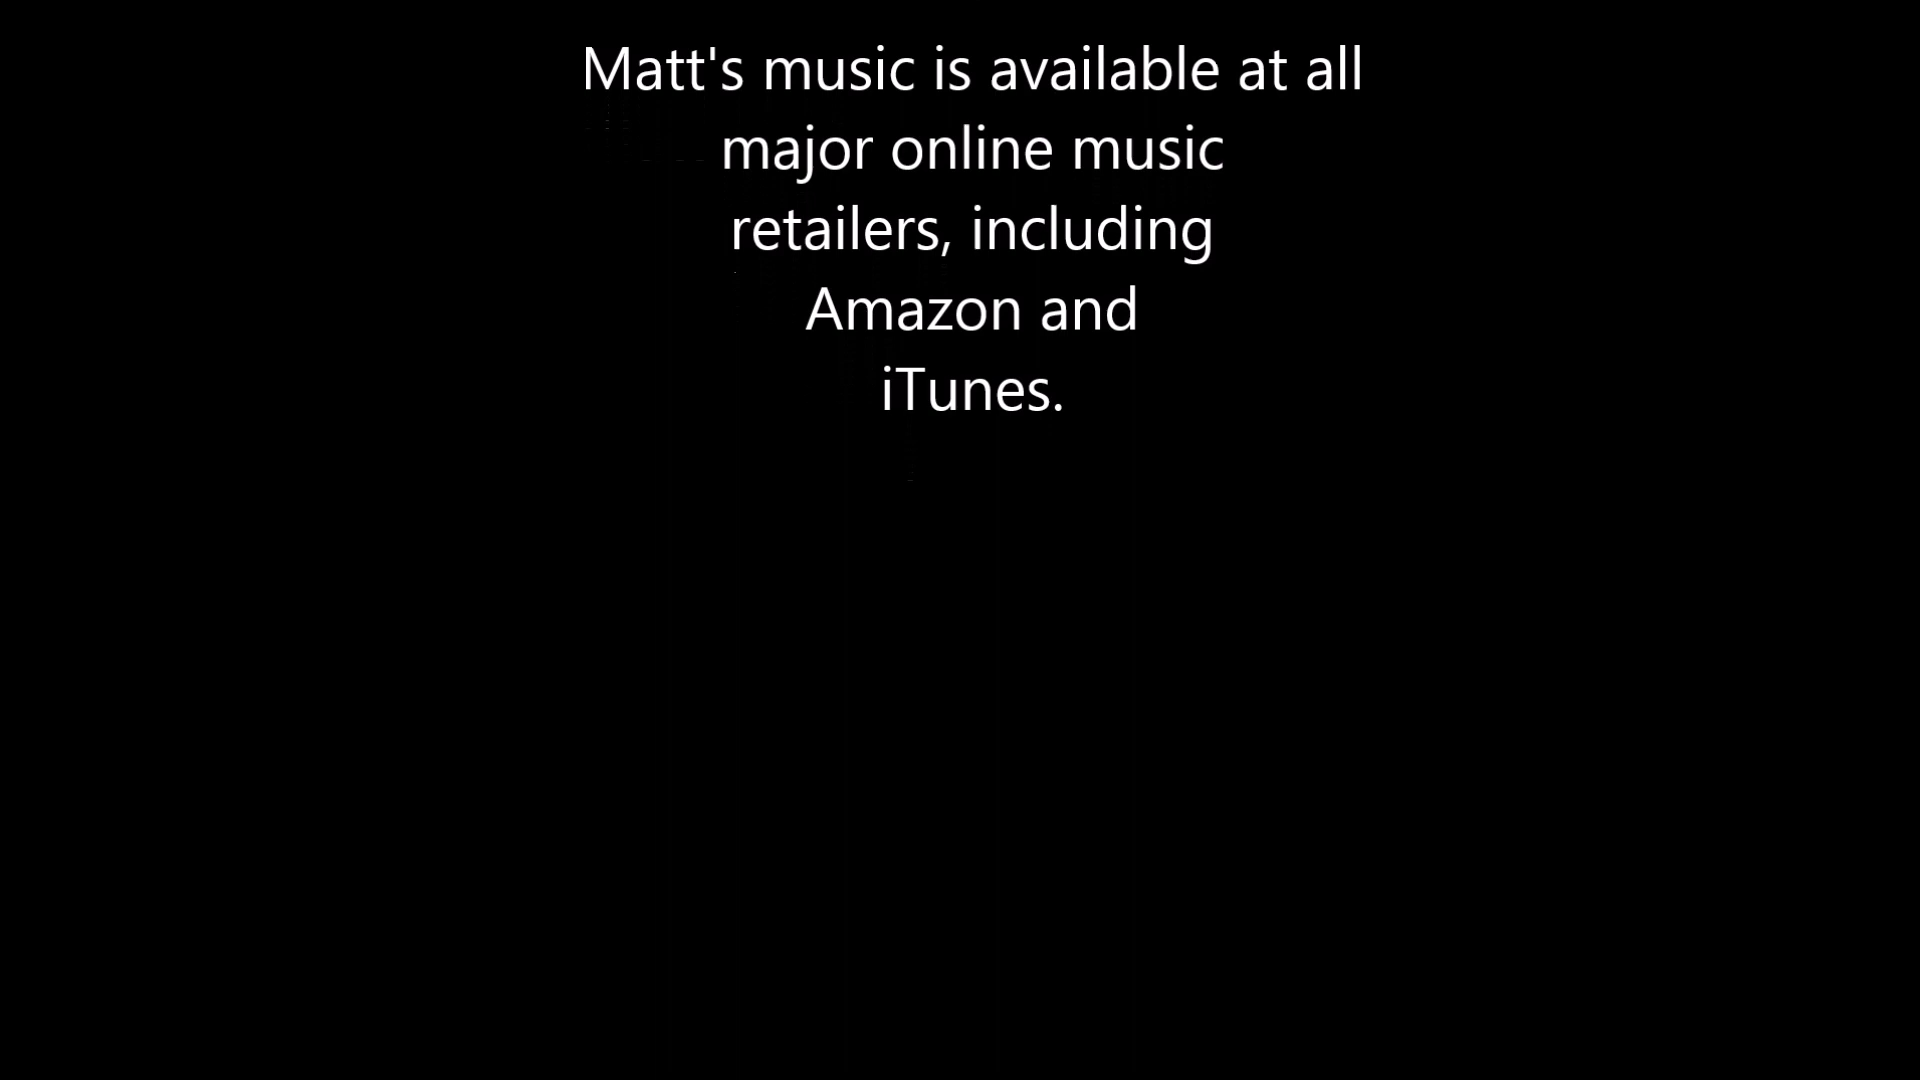 Matt's music is available at all
major online music
retailers, including
Amazon and
iTunes.